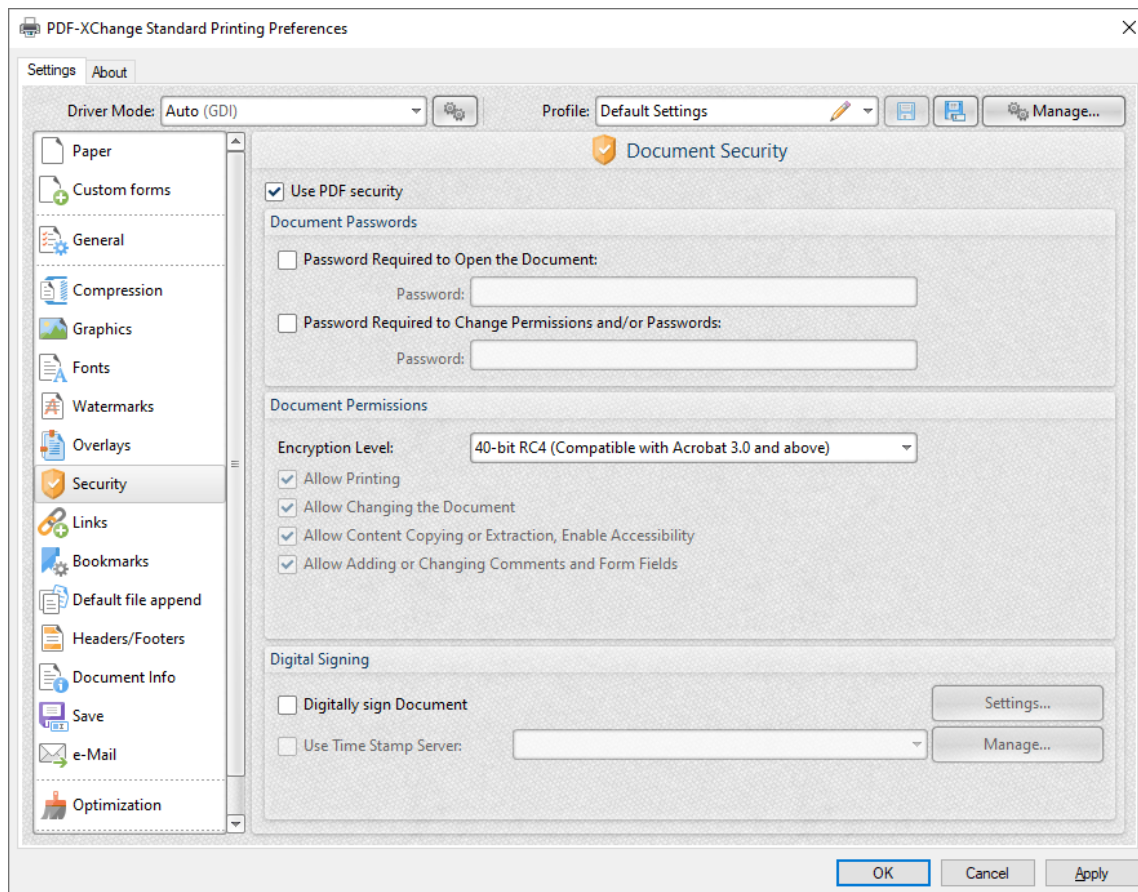 PDF-XChange Standard Printing Preferences
Settings About
Driver Mode: Auto (GDI) Profile: Default Settings Manage...
Paper
Custom forms
General
Compression
Graphics
Fonts
Watermarks
Overlays
Security
Links
Bookmarks
Default file append
Headers/Footers
Document Info
Save
e-Mail
Optimization
Document Security
Use PDF security
Document Passwords
Password Required to Open the Document:
Password:
Password Required to Change Permissions and/or Passwords:
Password:
Document Permissions
Encryption Level: 40-bit RC4 (Compatible with Acrobat 3.0 and above)
Allow Printing
Allow Changing the Document
Allow Content Copying or Extraction, Enable Accessibility
Allow Adding or Changing Comments and Form Fields
Digital Signing
Digitally sign Document Settings...
Use Time Stamp Server: Manage...
OK Cancel Apply